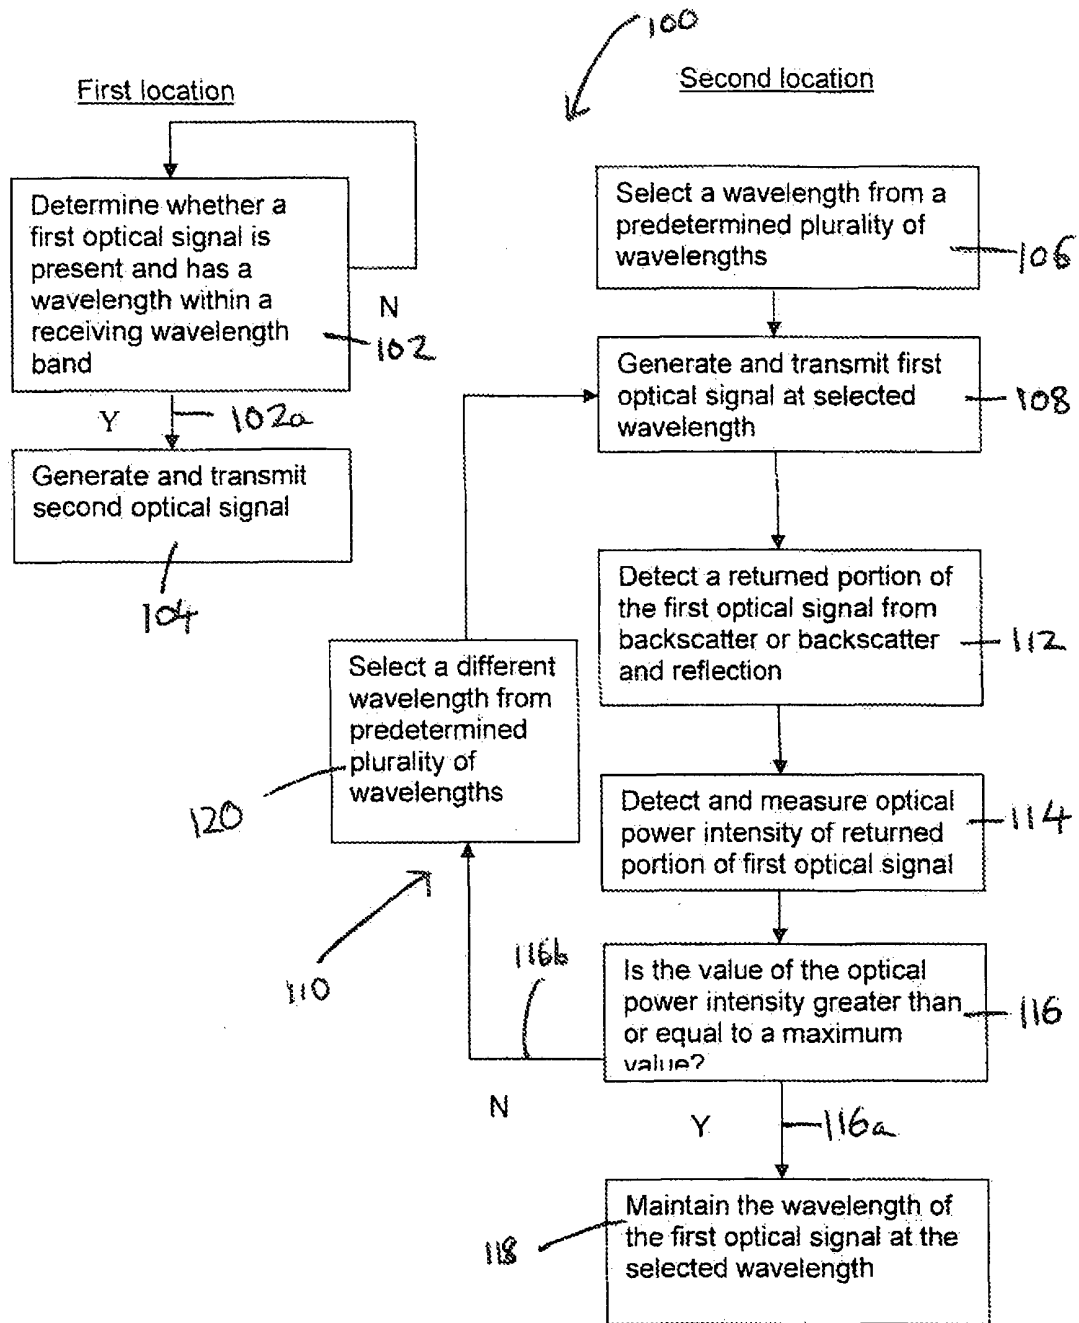 100
First location
Second location
Determine whether a
first optical signal is
present and has a
wavelength within a
receiving wavelength
band
N
102
Y
102a
Generate and transmit
second optical signal
104
Select a wavelength from a
predetermined plurality of
wavelengths
106
Generate and transmit first
optical signal at selected
wavelength
108
Detect a returned portion of
the first optical signal from
backscatter or backscatter
and reflection
112
Select a different
wavelength from
predetermined
plurality of
wavelengths
120
110
Detect and measure optical
power intensity of returned
portion of first optical signal
114
Is the value of the optical
power intensity greater than
or equal to a maximum
value?
116
116b
N
Y
116a
Maintain the wavelength of
the first optical signal at the
selected wavelength
118